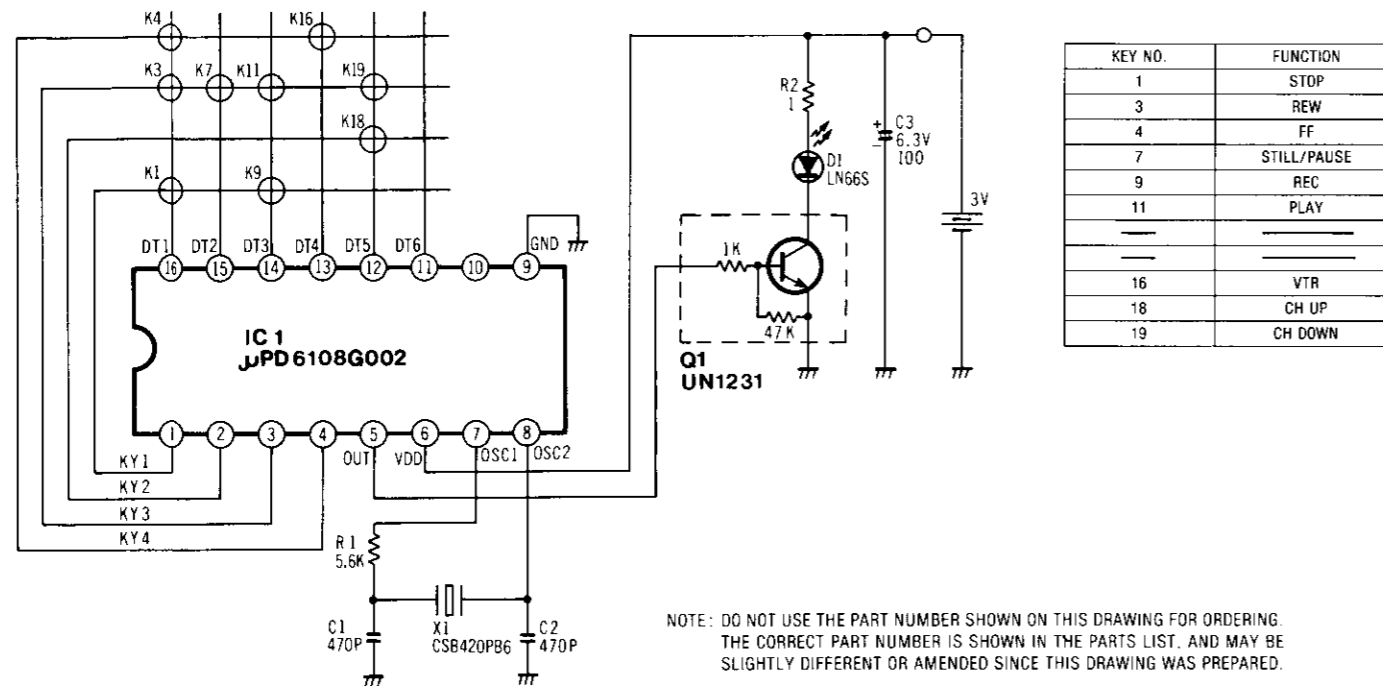 K4
K16
K3
K7
K11
K19
K18
K1
K9
DT1
DT2
DT3
DT4
DT5
DT6
GND
16
15
14
13
12
11
10
9
IC 1
μPD6108G002
1
2
3
4
5
6
7
8
OUT
VDD
OSC1
OSC2
KY1
KY2
KY3
KY4
R1
5.6K
C1
470P
X1
CSB420PB6
C2
470P
R2
1
D1
LN66S
C3
6.3V
100
+
−
3V
1K
47K
Q1
UN1231
KEY NO. FUNCTION
1 STOP
3 REW
4 FF
7 STILL/PAUSE
9 REC
11 PLAY
16 VTR
18 CH UP
19 CH DOWN
NOTE: DO NOT USE THE PART NUMBER SHOWN ON THIS DRAWING FOR ORDERING.
THE CORRECT PART NUMBER IS SHOWN IN THE PARTS LIST, AND MAY BE
SLIGHTLY DIFFERENT OR AMENDED SINCE THIS DRAWING WAS PREPARED.